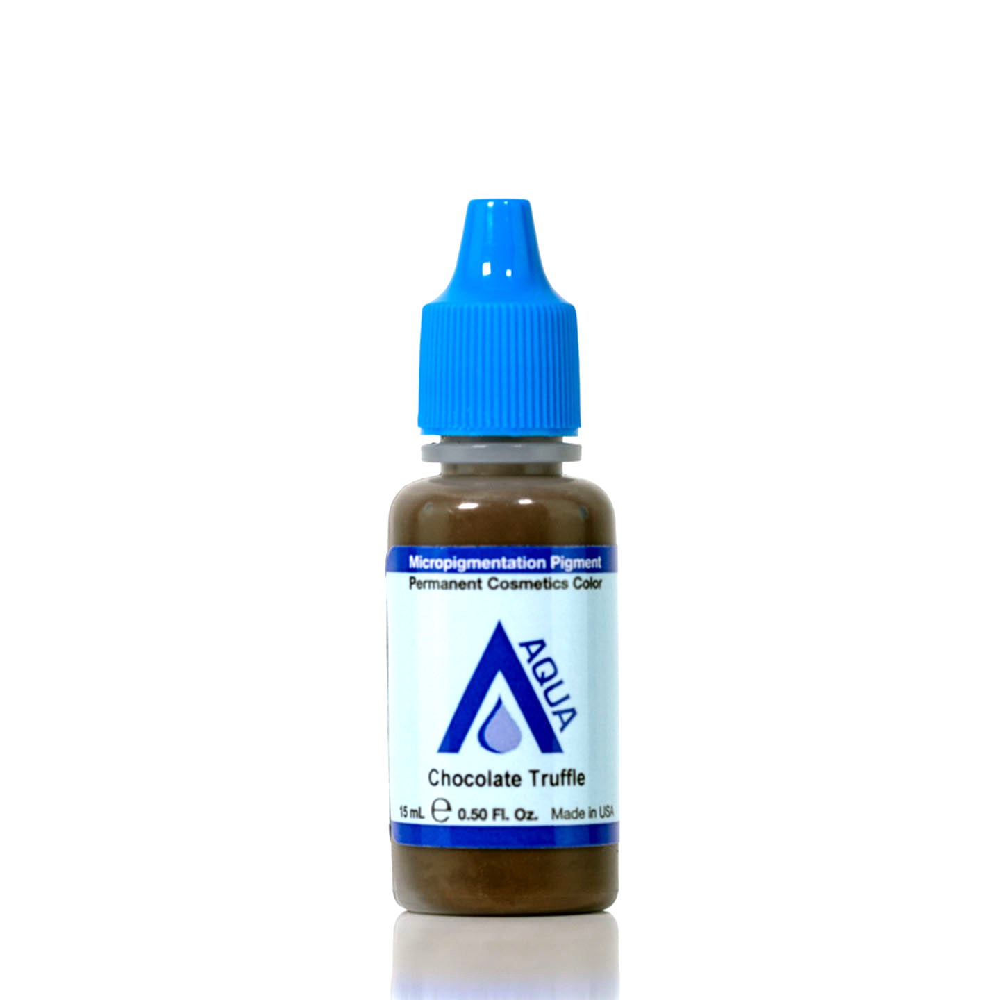 Micropigmentation Pigment
Permanent Cosmetics Color
AQUA
Chocolate Truffle
15 mL ℮ 0.50 Fl. Oz. Made in USA